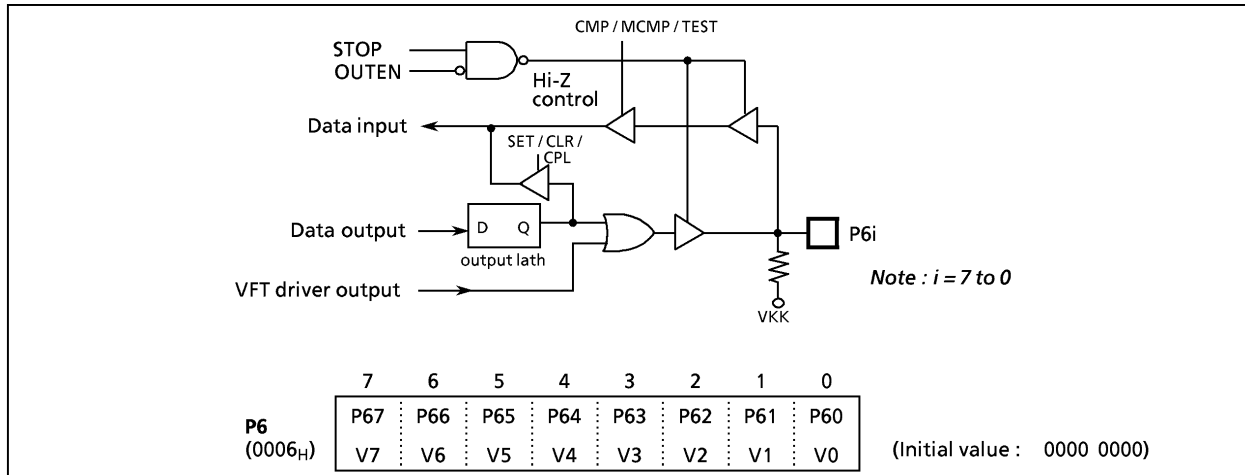 CMP / MCMP / TEST
STOP
OUTEN
Hi-Z
control
Data input
SET / CLR /
CPL
Data output
D Q
output lath
P6i
VFT driver output
Note : i = 7 to 0
VKK
7 6 5 4 3 2 1 0
P6
(0006H)
P67 P66 P65 P64 P63 P62 P61 P60
V7 V6 V5 V4 V3 V2 V1 V0
(Initial value : 0000 0000)